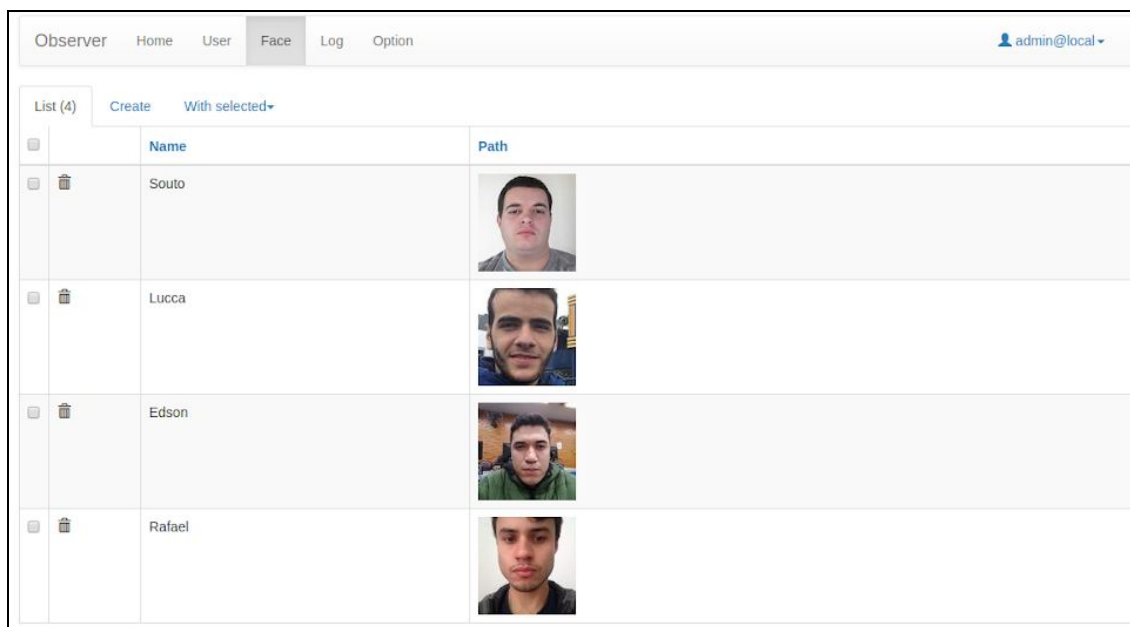 Observer Home User Face Log Option admin@local
List (4) Create With selected
Name Path
Souto
Lucca
Edson
Rafael